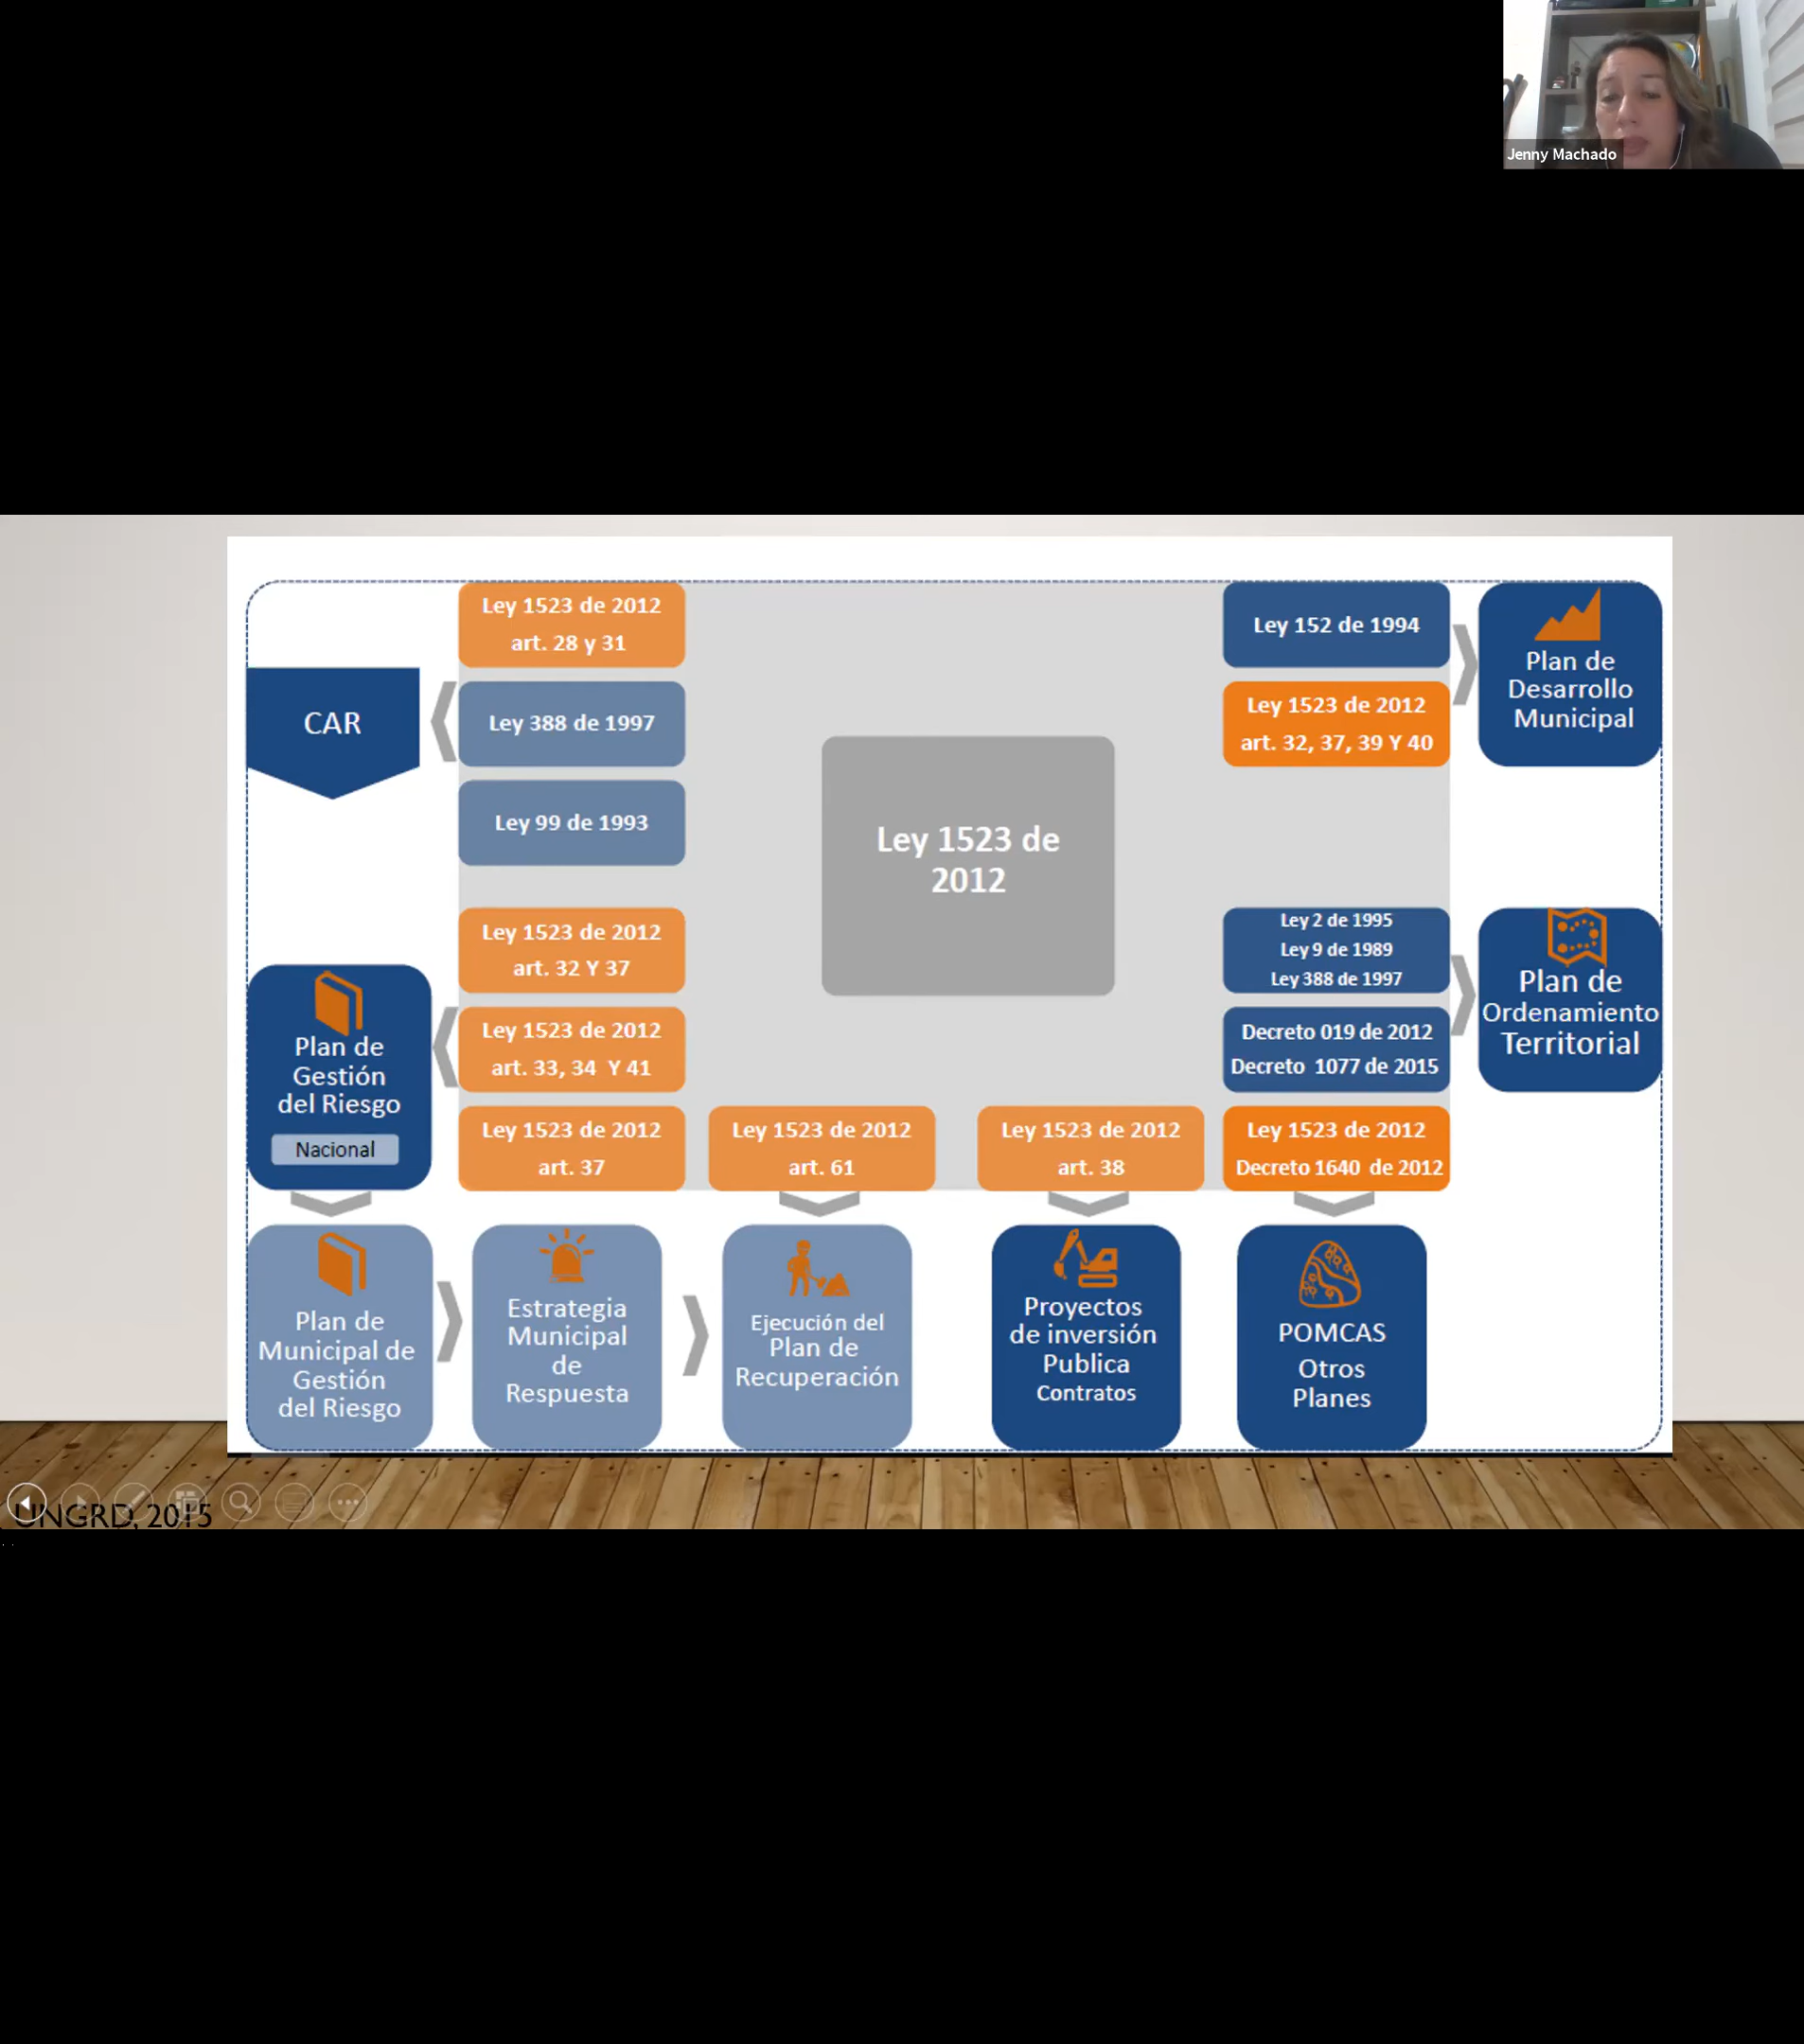 Jenny Machado
Ley 1523 de 2012
art. 28 y 31
Ley 388 de 1997
Ley 99 de 1993
CAR
Ley 152 de 1994
Ley 1523 de 2012
art. 32, 37, 39 Y 40
Plan de
Desarrollo
Municipal
Ley 1523 de
2012
Ley 1523 de 2012
art. 32 Y 37
Ley 1523 de 2012
art. 33, 34 Y 41
Ley 1523 de 2012
art. 37
Plan de
Gestión
del Riesgo
Nacional
Ley 2 de 1995
Ley 9 de 1989
Ley 388 de 1997
Decreto 019 de 2012
Decreto 1077 de 2015
Plan de
Ordenamiento
Territorial
Ley 1523 de 2012
art. 61
Ley 1523 de 2012
art. 38
Ley 1523 de 2012
Decreto 1640 de 2012
Plan de
Municipal de
Gestión
del Riesgo
Estrategia
Municipal
de
Respuesta
Ejecución del
Plan de
Recuperación
Proyectos
de inversión
Publica
Contratos
POMCAS
Otros
Planes
UNGRD, 2015